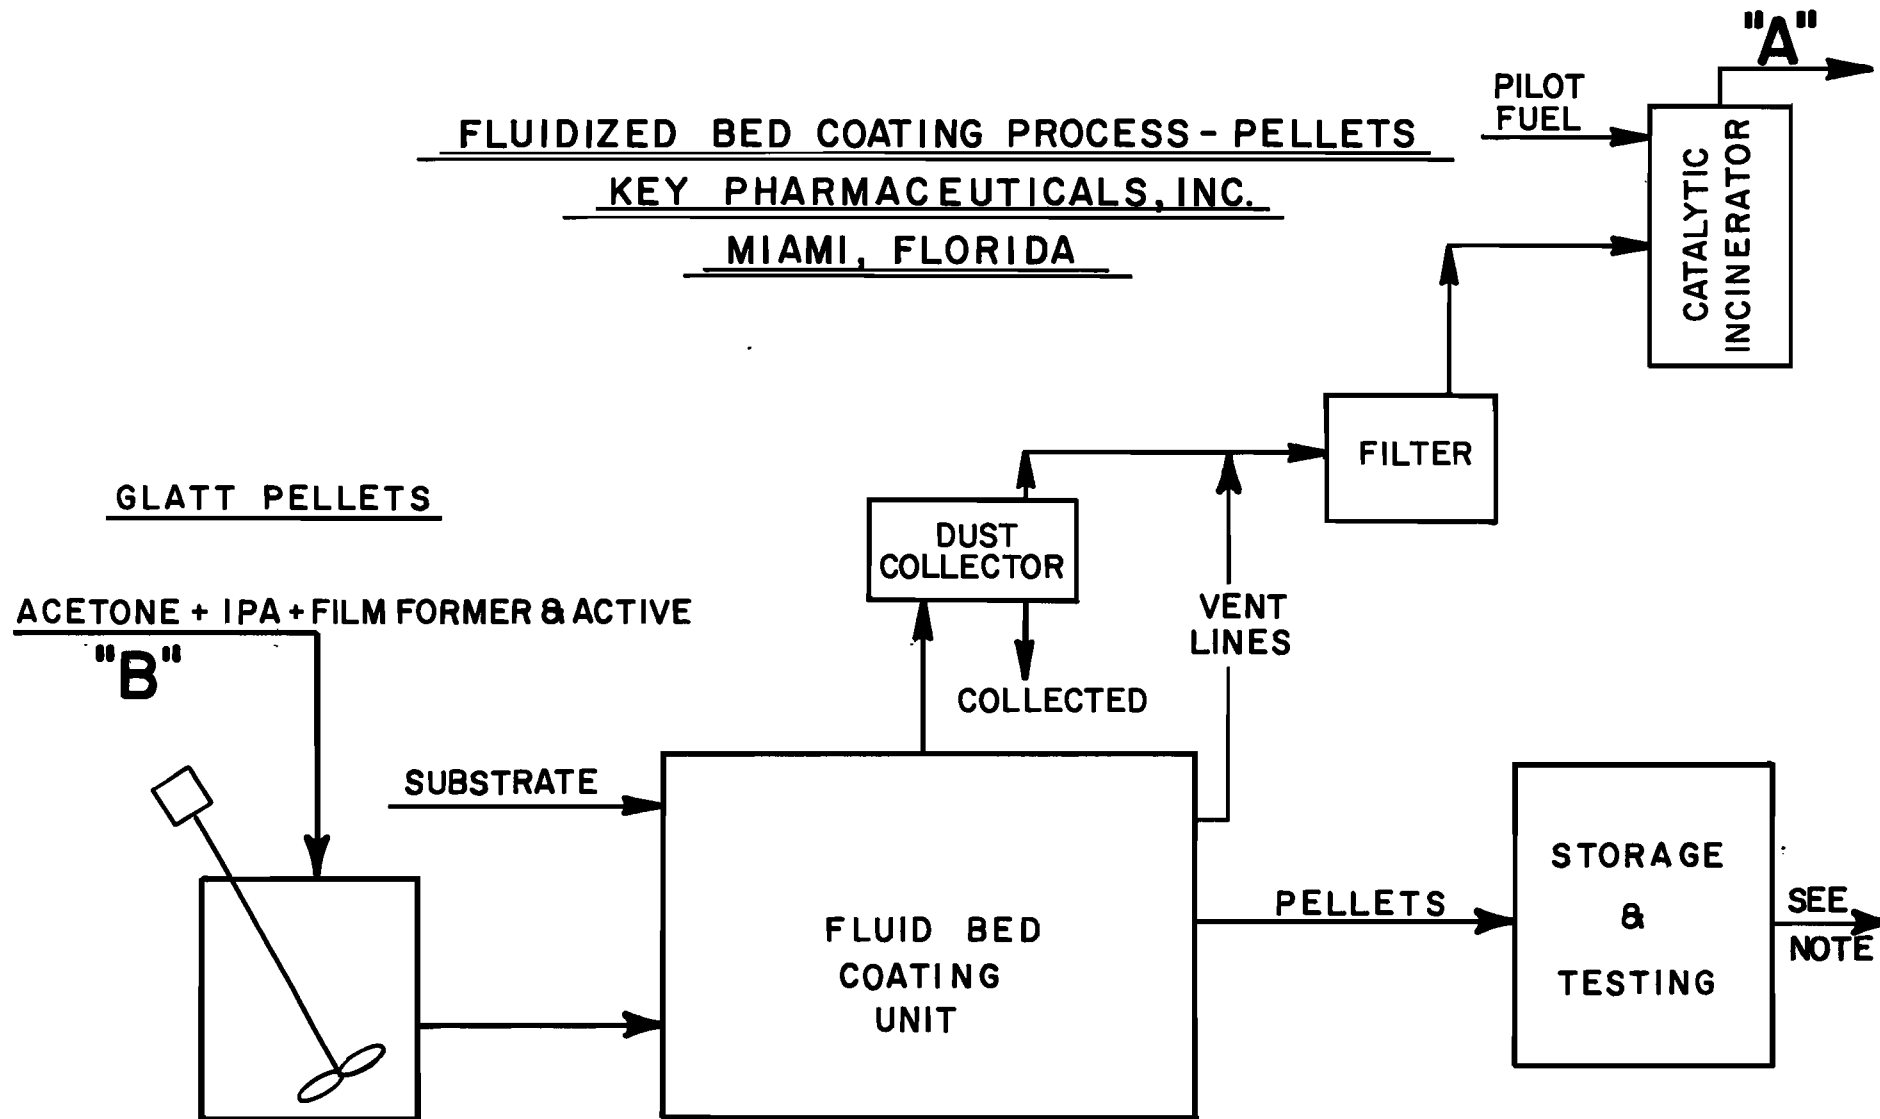 "A"
PILOT
FUEL
FLUIDIZED BED COATING PROCESS - PELLETS
KEY PHARMACEUTICALS, INC.
MIAMI, FLORIDA
CATALYTIC
INCINERATOR
FILTER
GLATT PELLETS
DUST
COLLECTOR
ACETONE + IPA + FILM FORMER & ACTIVE
"B"
VENT
LINES
COLLECTED
SUBSTRATE
STORAGE
&
TESTING
PELLETS
SEE
NOTE
FLUID BED
COATING
UNIT